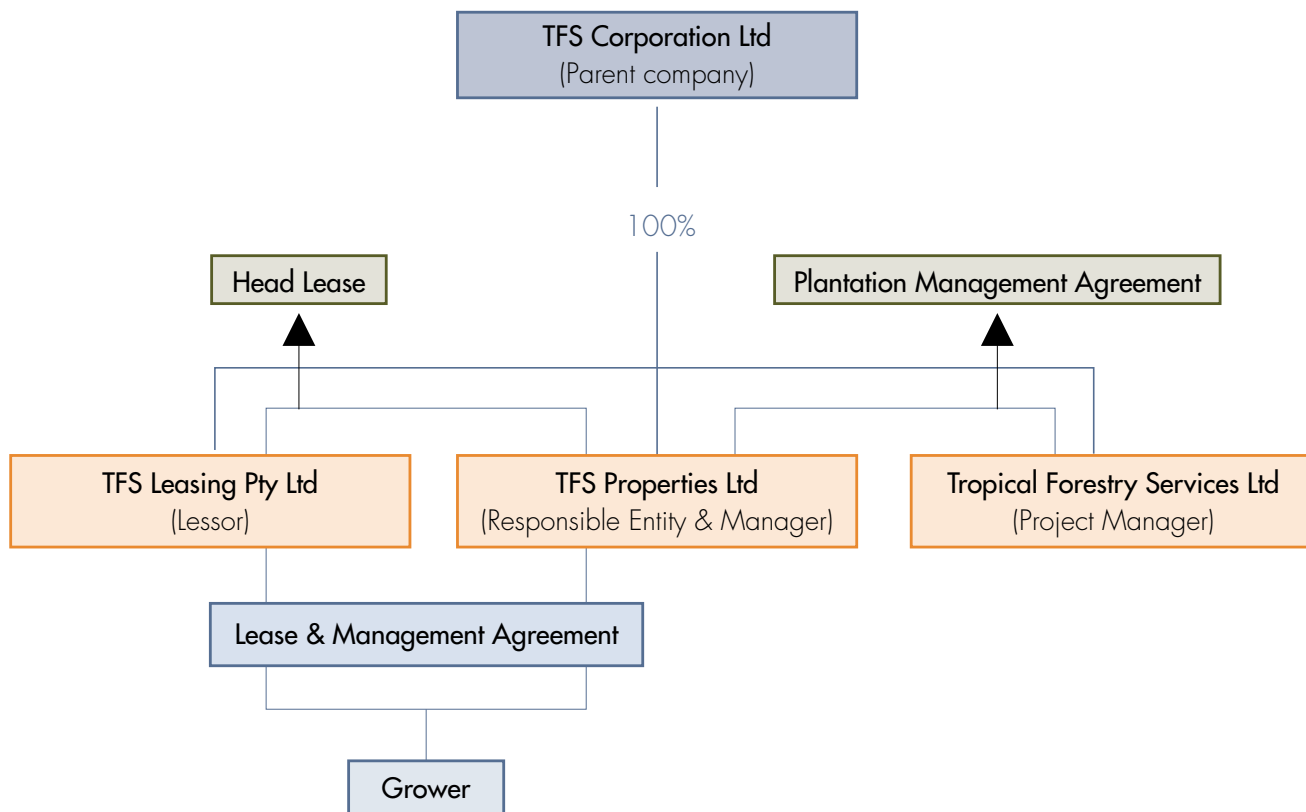 TFS Corporation Ltd
(Parent company)
100%
Head Lease
Plantation Management Agreement
TFS Leasing Pty Ltd
(Lessor)
TFS Properties Ltd
(Responsible Entity & Manager)
Tropical Forestry Services Ltd
(Project Manager)
Lease & Management Agreement
Grower